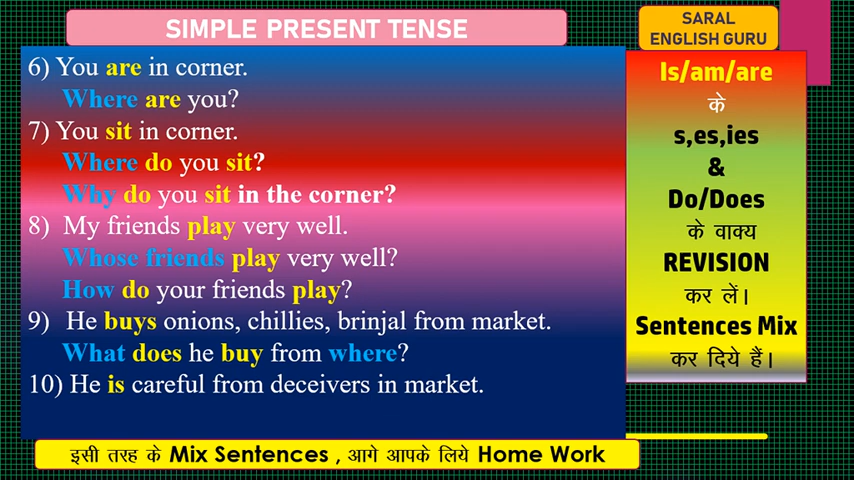 SIMPLE PRESENT TENSE
SARAL
ENGLISH GURU
6) You are in corner.
Where are you?
7) You sit in corner.
Where do you sit?
Why do you sit in the corner?
8) My friends play very well.
Whose friends play very well?
How do your friends play?
9) He buys onions, chillies, brinjal from market.
What does he buy from where?
10) He is careful from deceivers in market.
Is/am/are
के
s,es,ies
&
Do/Does
के वाक्य
REVISION
कर लें।
Sentences Mix
कर दिये हैं।
इसी तरह के Mix Sentences , आगे आपके लिये Home Work